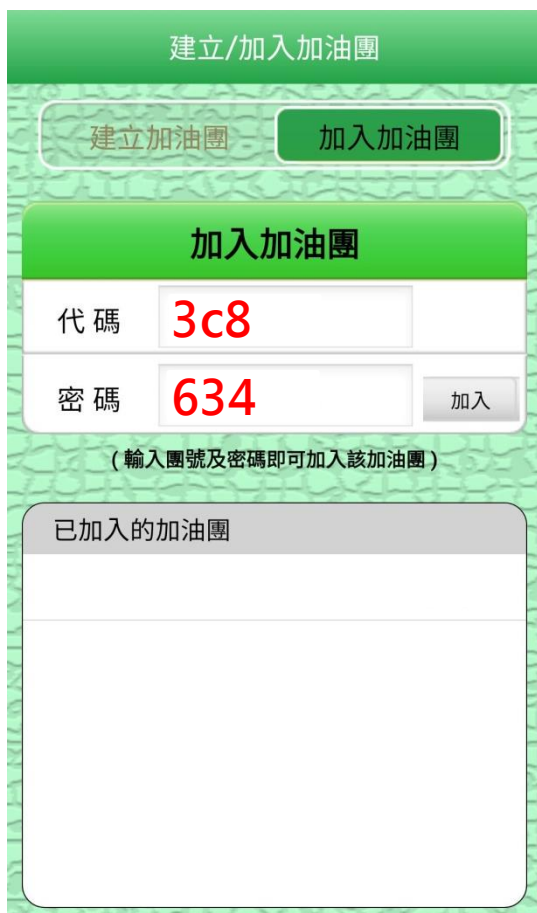 建立/加入加油團
建立加油團 加入加油團
加入加油團
代碼 3c8
密碼 634 加入
(輸入團號及密碼即可加入該加油團)
已加入的加油團